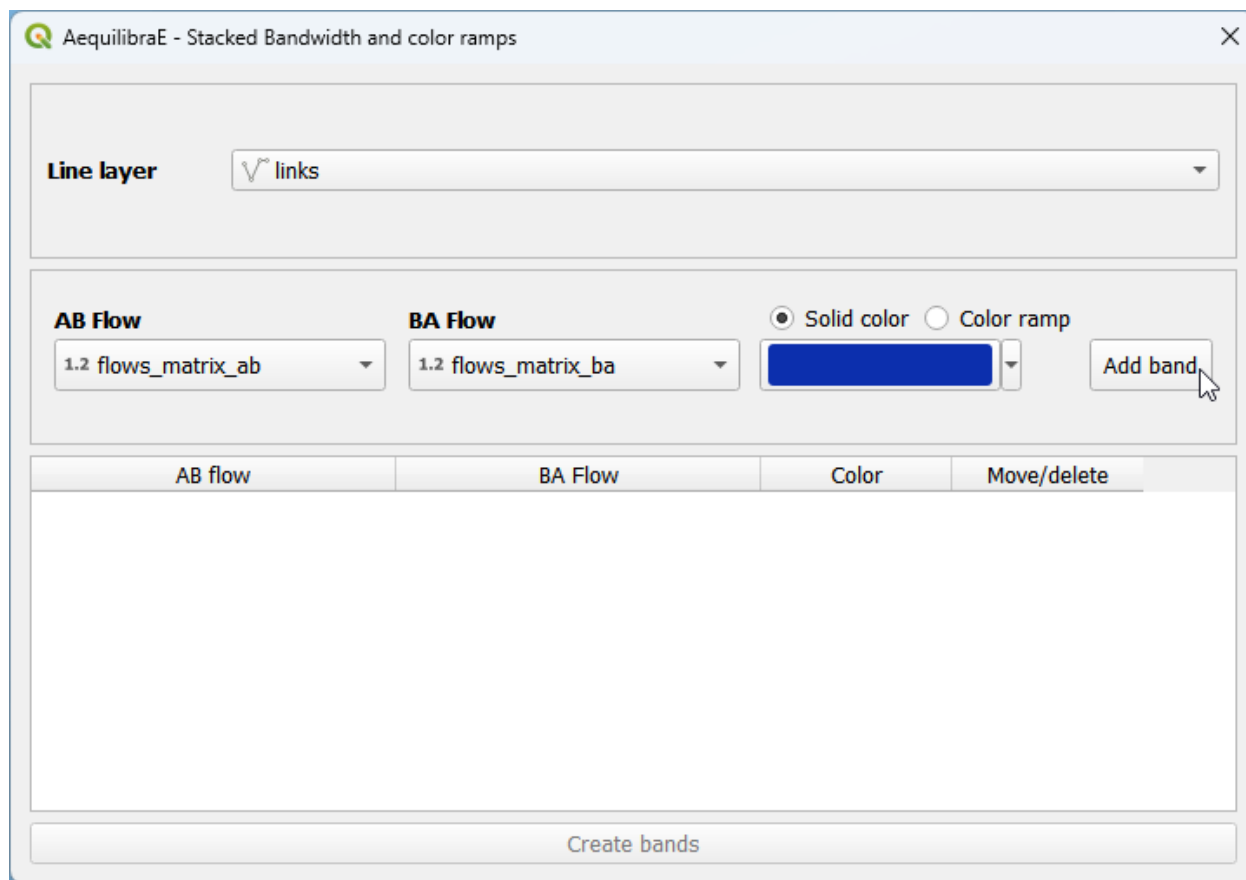 AequilibraE - Stacked Bandwidth and color ramps
Line layer
links
AB Flow
BA Flow
Solid color
Color ramp
1.2 flows_matrix_ab
1.2 flows_matrix_ba
Add band
AB flow
BA Flow
Color
Move/delete
Create bands